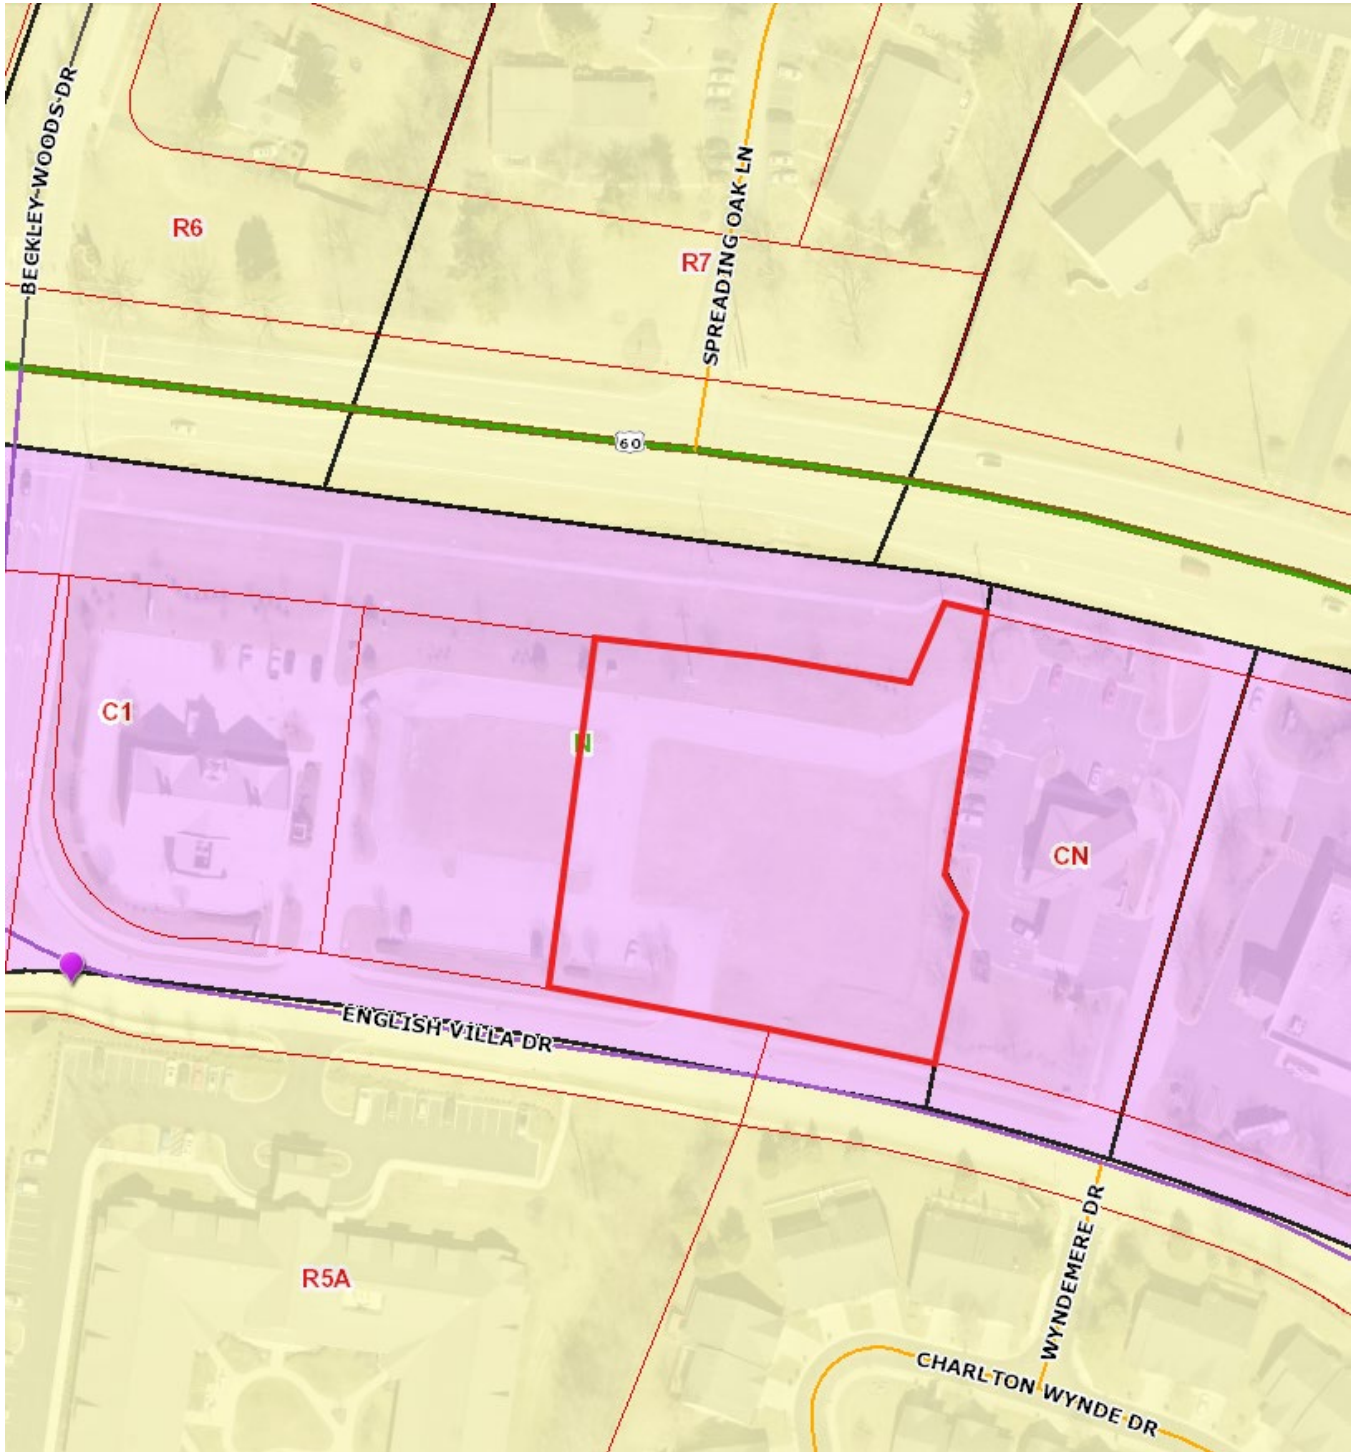 BECKLEY WOODS DR
SPREADING OAK LN
R6
R7
60
C1
N
CN
ENGLISH VILLA DR
R5A
WYNDEMERE DR
CHARLTON WYNDE DR